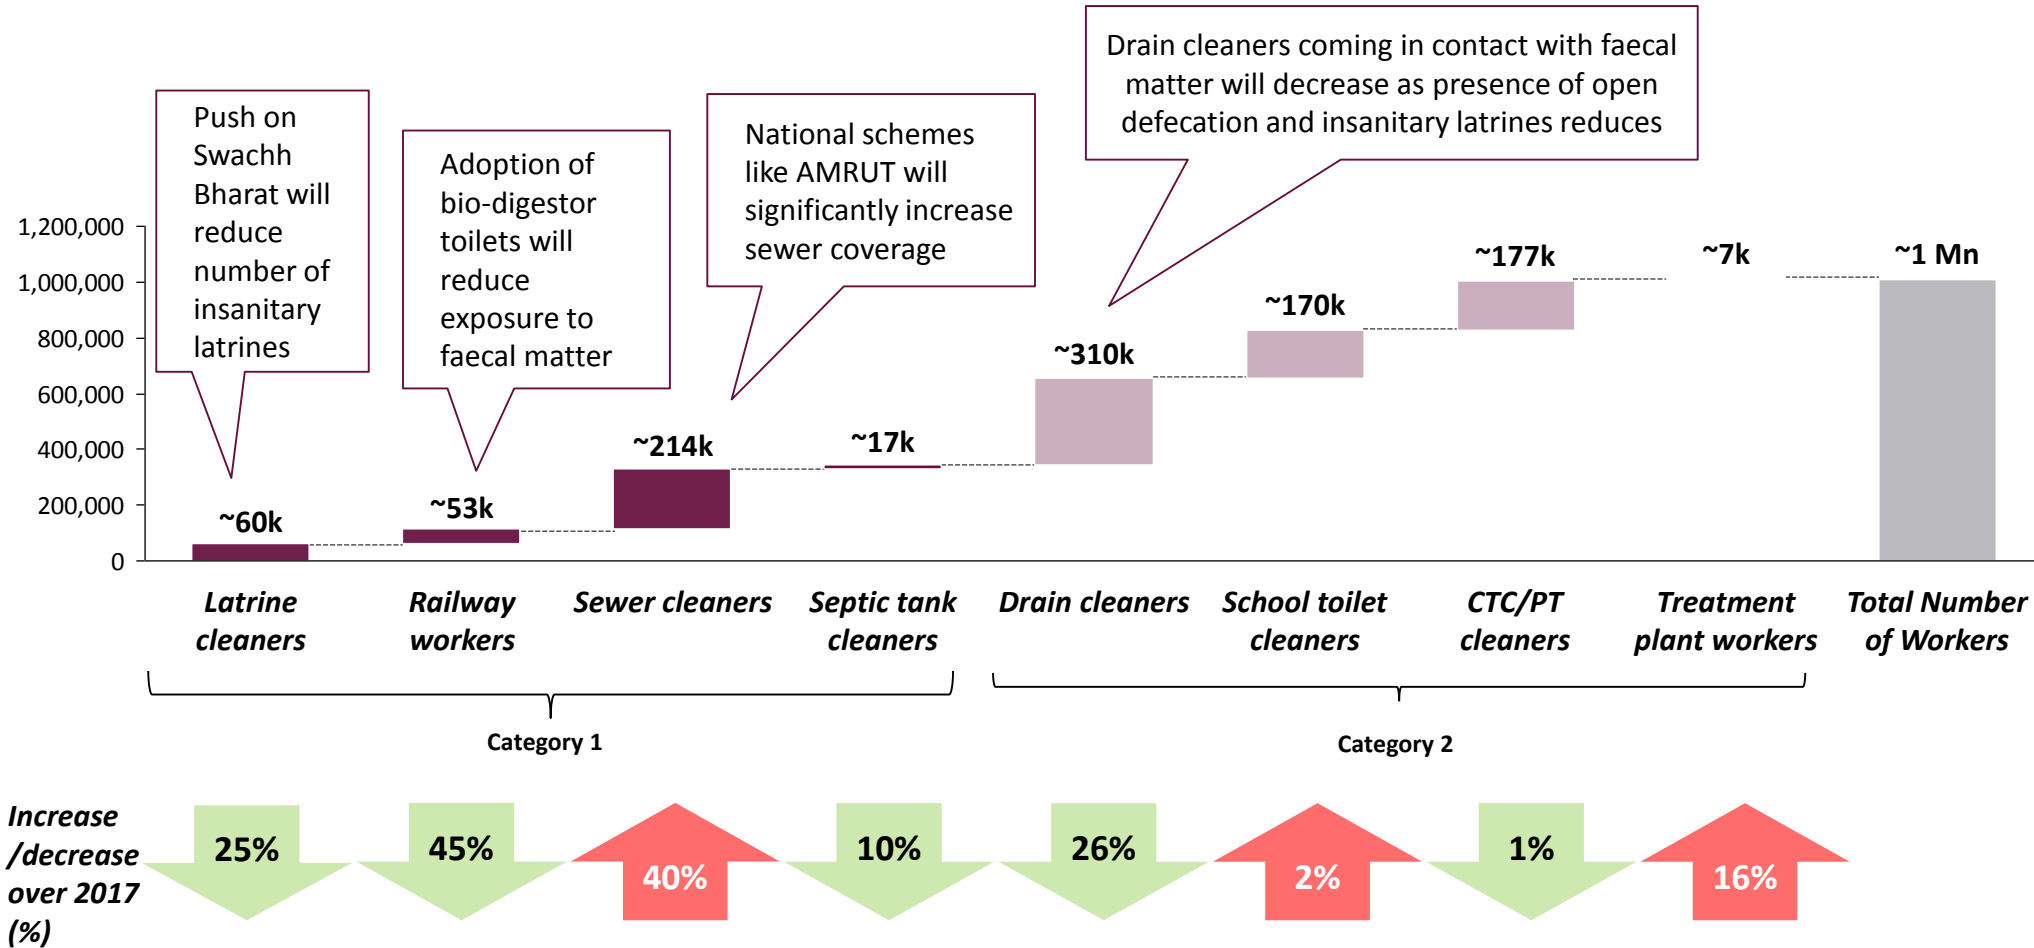 Push on
Swachh
Bharat will
reduce
number of
insanitary
latrines
Adoption of
bio-digestor
toilets will
reduce
exposure to
faecal matter
National schemes
like AMRUT will
significantly increase
sewer coverage
Drain cleaners coming in contact with faecal
matter will decrease as presence of open
defecation and insanitary latrines reduces
1,200,000
1,000,000
800,000
600,000
400,000
200,000
0
~60k
~53k
~214k
~17k
~310k
~170k
~177k
~7k
~1 Mn
Latrine
cleaners
Railway
workers
Sewer cleaners
Septic tank
cleaners
Drain cleaners
School toilet
cleaners
CTC/PT
cleaners
Treatment
plant workers
Total Number
of Workers
Category 1
Category 2
Increase
/decrease
over 2017
(%)
25%
45%
40%
10%
26%
2%
1%
16%